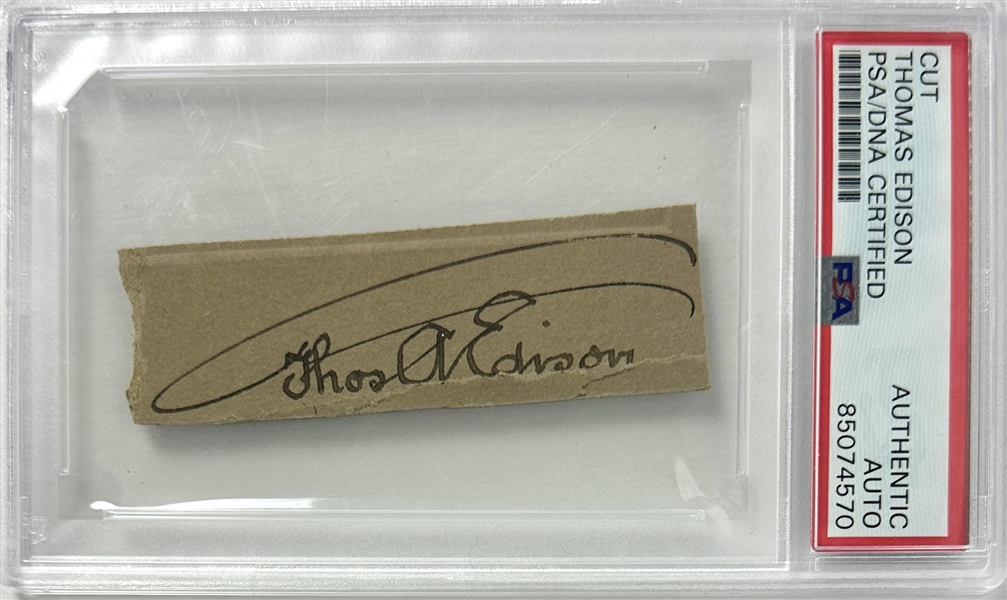 Thos A Edison
CUT
THOMAS EDISON
PSA/DNA CERTIFIED
PSA
AUTHENTIC
AUTO
85074570